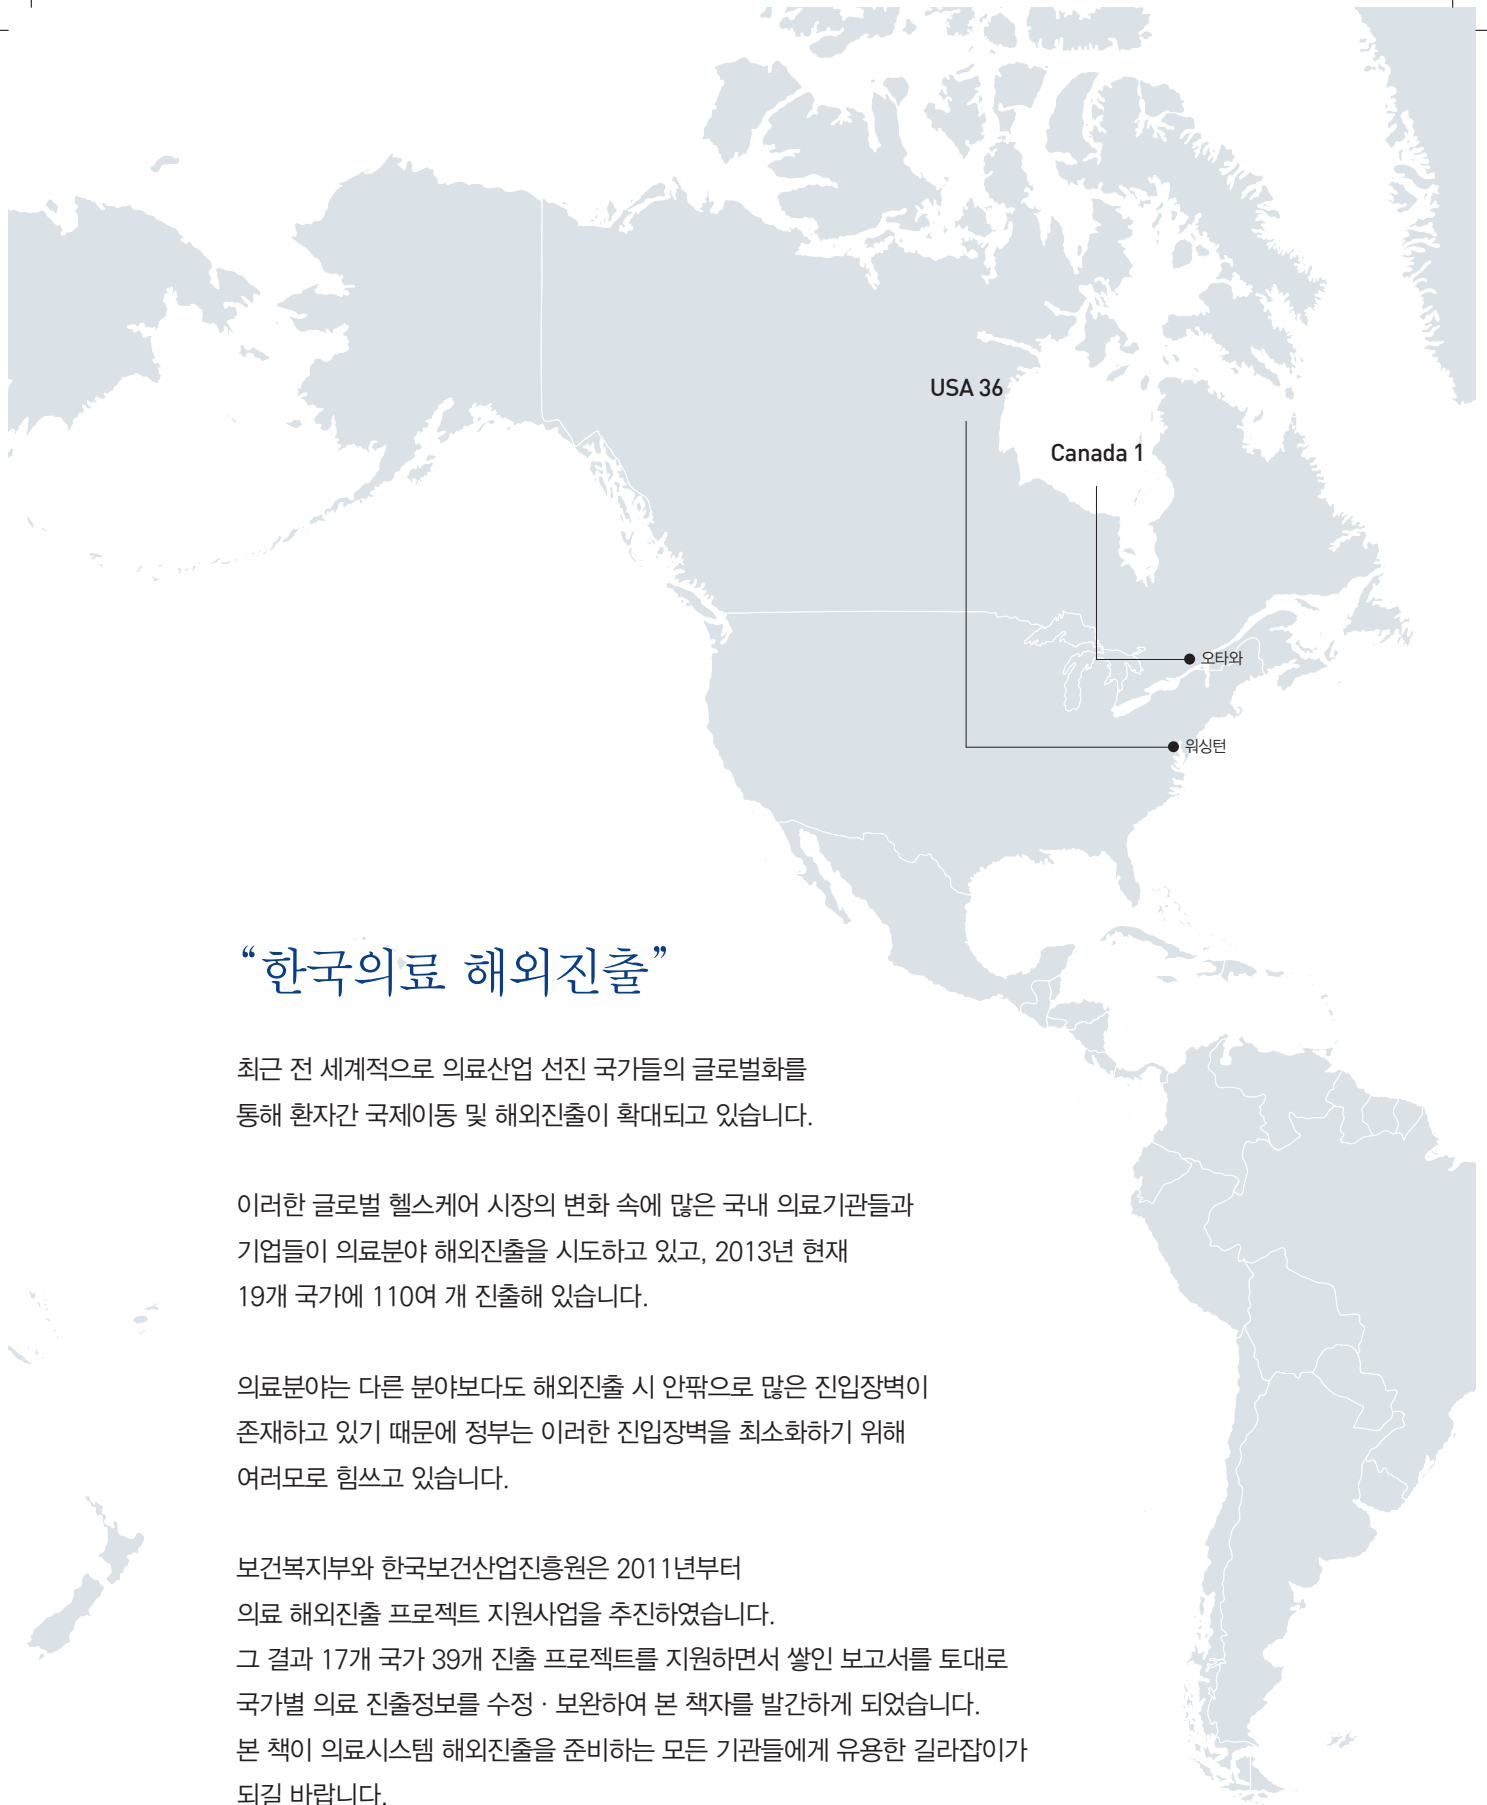 USA 36
Canada 1
오타와
워싱턴
“한국의료 해외진출”
최근 전 세계적으로 의료산업 선진 국가들의 글로벌화를
통해 환자간 국제이동 및 해외진출이 확대되고 있습니다.
이러한 글로벌 헬스케어 시장의 변화 속에 많은 국내 의료기관들과
기업들이 의료분야 해외진출을 시도하고 있고, 2013년 현재
19개 국가에 110여 개 진출해 있습니다.
의료분야는 다른 분야보다도 해외진출 시 안팎으로 많은 진입장벽이
존재하고 있기 때문에 정부는 이러한 진입장벽을 최소화하기 위해
여러모로 힘쓰고 있습니다.
보건복지부와 한국보건산업진흥원은 2011년부터
의료 해외진출 프로젝트 지원사업을 추진하였습니다.
그 결과 17개 국가 39개 진출 프로젝트를 지원하면서 쌓인 보고서를 토대로
국가별 의료 진출정보를 수정 · 보완하여 본 책자를 발간하게 되었습니다.
본 책이 의료시스템 해외진출을 준비하는 모든 기관들에게 유용한 길라잡이가
되길 바랍니다.